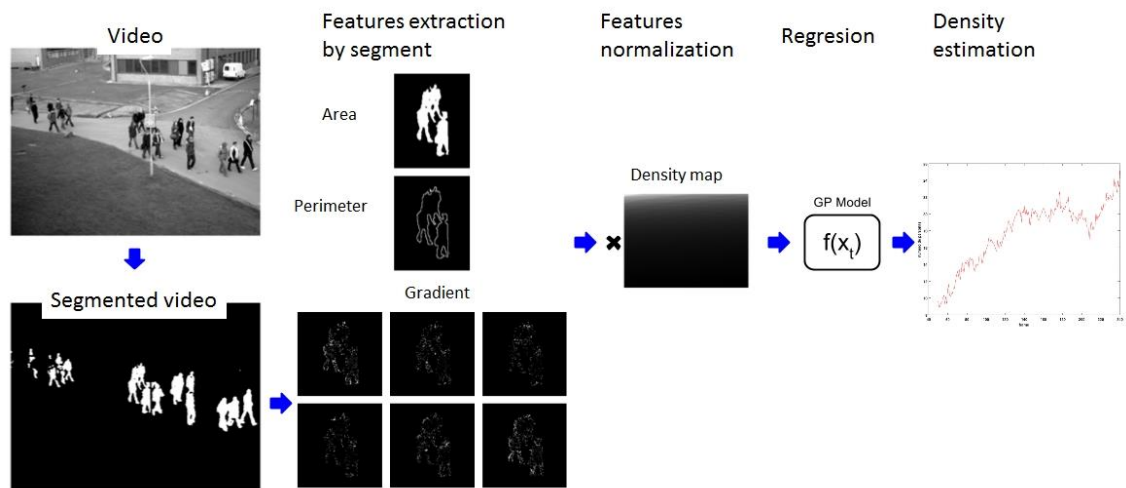 Video
Segmented video
Features extraction
by segment
Area
Perimeter
Gradient
Features
normalization
Density map
Regresion
GP Model
f(xt)
Density
estimation